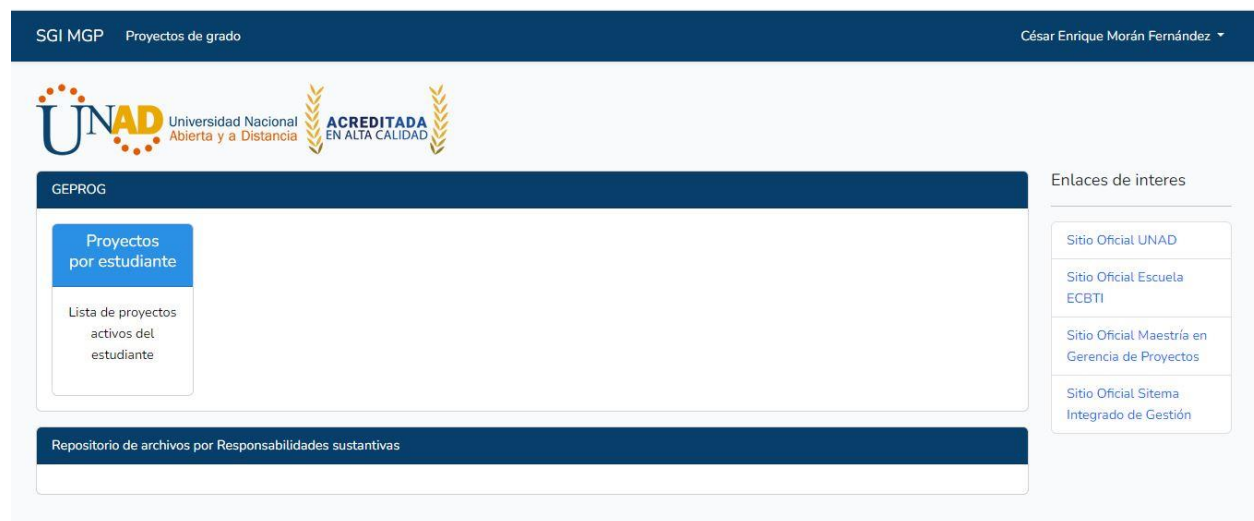 SGI MGP Proyectos de grado César Enrique Morán Fernández
UNAD Universidad Nacional
Abierta y a Distancia
ACREDITADA
EN ALTA CALIDAD
GEPROG
Proyectos
por estudiante
Lista de proyectos
activos del
estudiante
Repositorio de archivos por Responsabilidades sustantivas
Enlaces de interes
Sitio Oficial UNAD
Sitio Oficial Escuela
ECBTI
Sitio Oficial Maestría en
Gerencia de Proyectos
Sitio Oficial Sitema
Integrado de Gestión